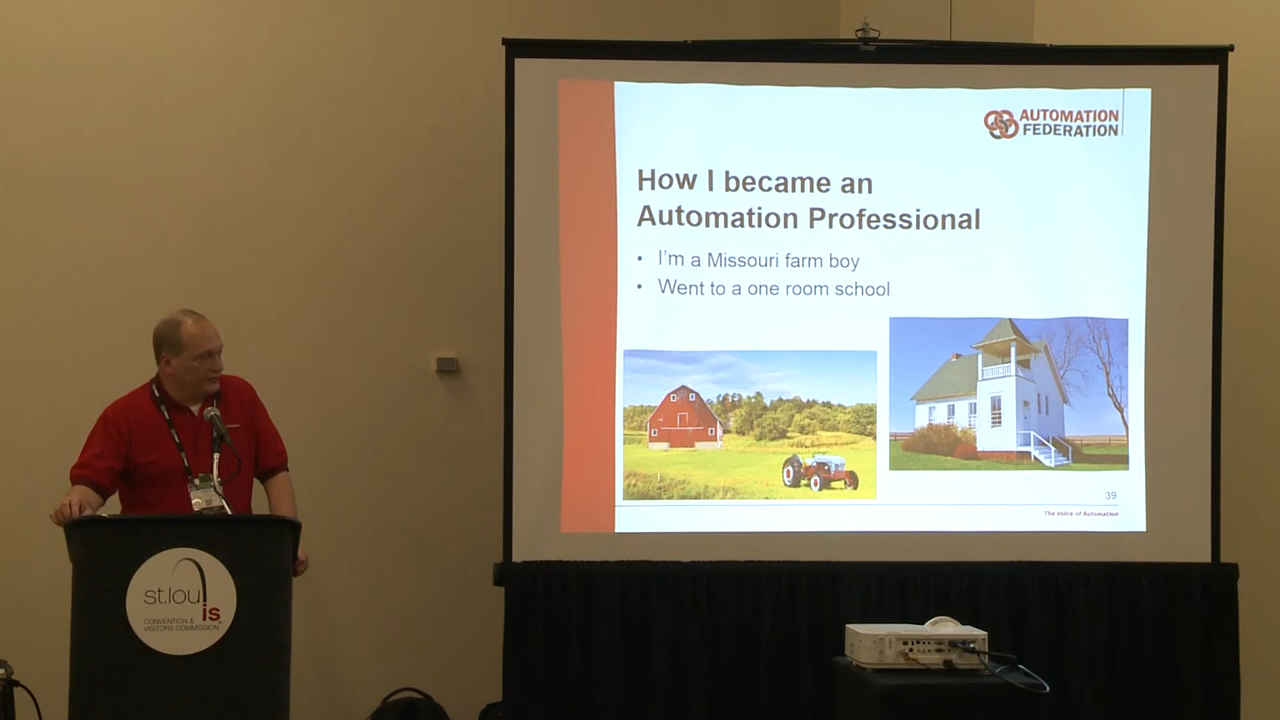 AUTOMATION
FEDERATION
How I became an
Automation Professional
• I'm a Missouri farm boy
• Went to a one room school
39
The Voice of Automation
st.louis
CONVENTION &
VISITORS COMMISSION